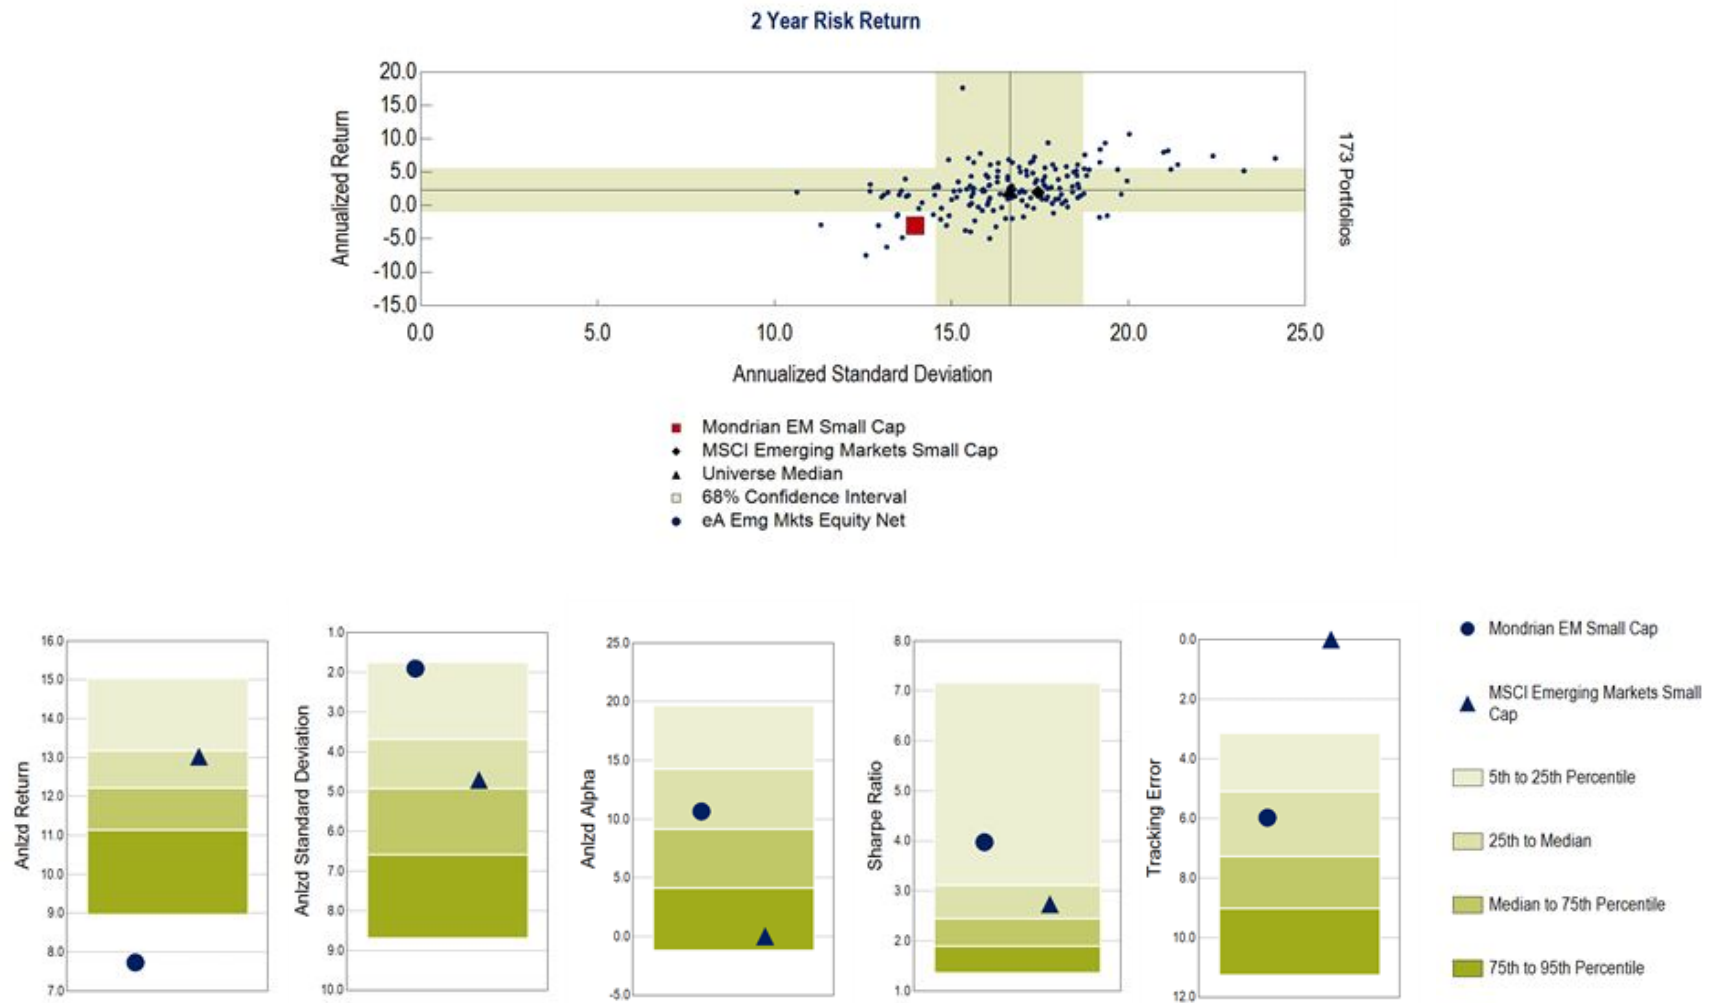 2 Year Risk Return
20.0
15.0
10.0
5.0
0.0
-5.0
-10.0
-15.0
Annualized Return
0.0 5.0 10.0 15.0 20.0 25.0
Annualized Standard Deviation
173 Portfolios
Mondrian EM Small Cap
MSCI Emerging Markets Small Cap
Universe Median
68% Confidence Interval
eA Emg Mkts Equity Net
Anlzd Return
16.0
15.0
14.0
13.0
12.0
11.0
10.0
9.0
8.0
7.0
Anlzd Standard Deviation
1.0
2.0
3.0
4.0
5.0
6.0
7.0
8.0
9.0
10.0
Anlzd Alpha
25.0
20.0
15.0
10.0
5.0
0.0
-5.0
Sharpe Ratio
8.0
7.0
6.0
5.0
4.0
3.0
2.0
1.0
Tracking Error
0.0
2.0
4.0
6.0
8.0
10.0
12.0
Mondrian EM Small Cap
MSCI Emerging Markets Small
Cap
5th to 25th Percentile
25th to Median
Median to 75th Percentile
75th to 95th Percentile